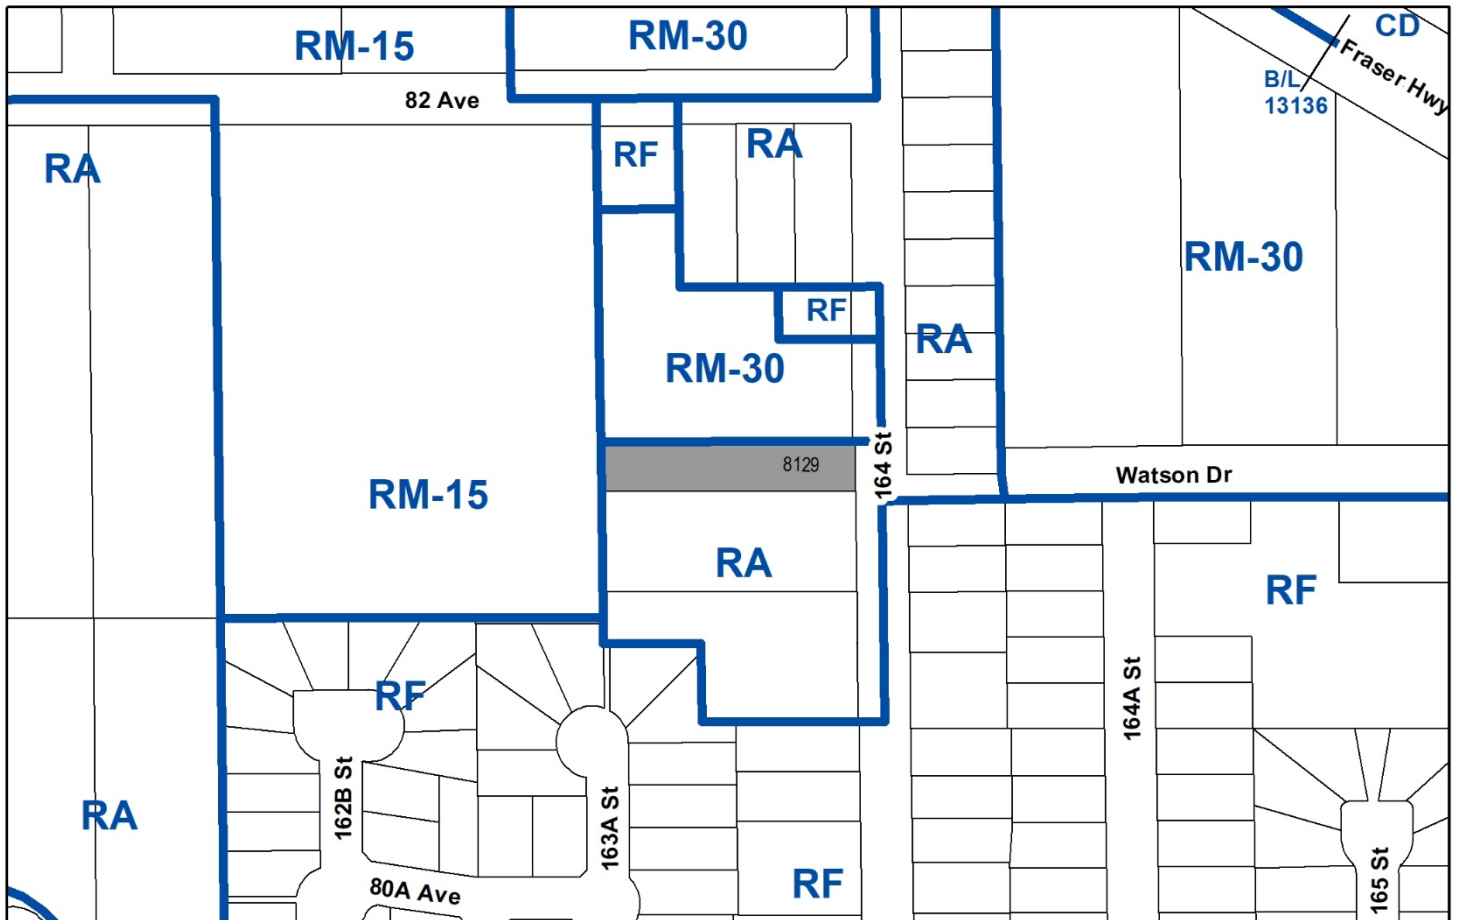 RM-15
RM-30
CD
Fraser Hwy
B/L
13136
82 Ave
RA
RF
RA
RM-30
RF
RA
RM-30
8129
164 St
RM-15
Watson Dr
RA
RF
RF
164A St
162B St
163A St
RA
80A Ave
RF
165 St